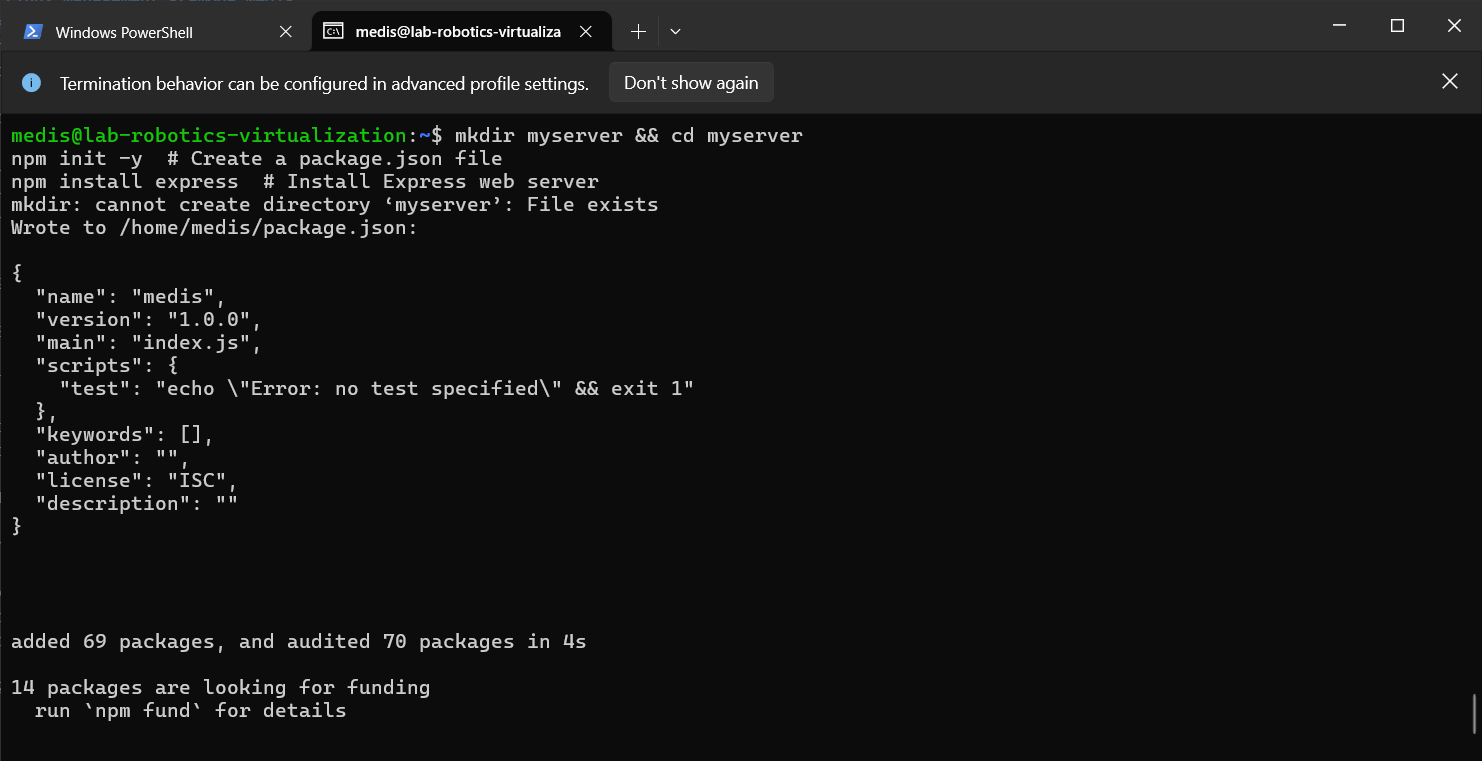 Windows PowerShell
medis@lab-robotics-virtualiza
Termination behavior can be configured in advanced profile settings.
Don't show again
medis@lab-robotics-virtualization:~$ mkdir myserver && cd myserver
npm init -y  # Create a package.json file
npm install express  # Install Express web server
mkdir: cannot create directory ‘myserver’: File exists
Wrote to /home/medis/package.json:

{
  "name": "medis",
  "version": "1.0.0",
  "main": "index.js",
  "scripts": {
    "test": "echo \"Error: no test specified\" && exit 1"
  },
  "keywords": [],
  "author": "",
  "license": "ISC",
  "description": ""
}

added 69 packages, and audited 70 packages in 4s

14 packages are looking for funding
  run `npm fund` for details